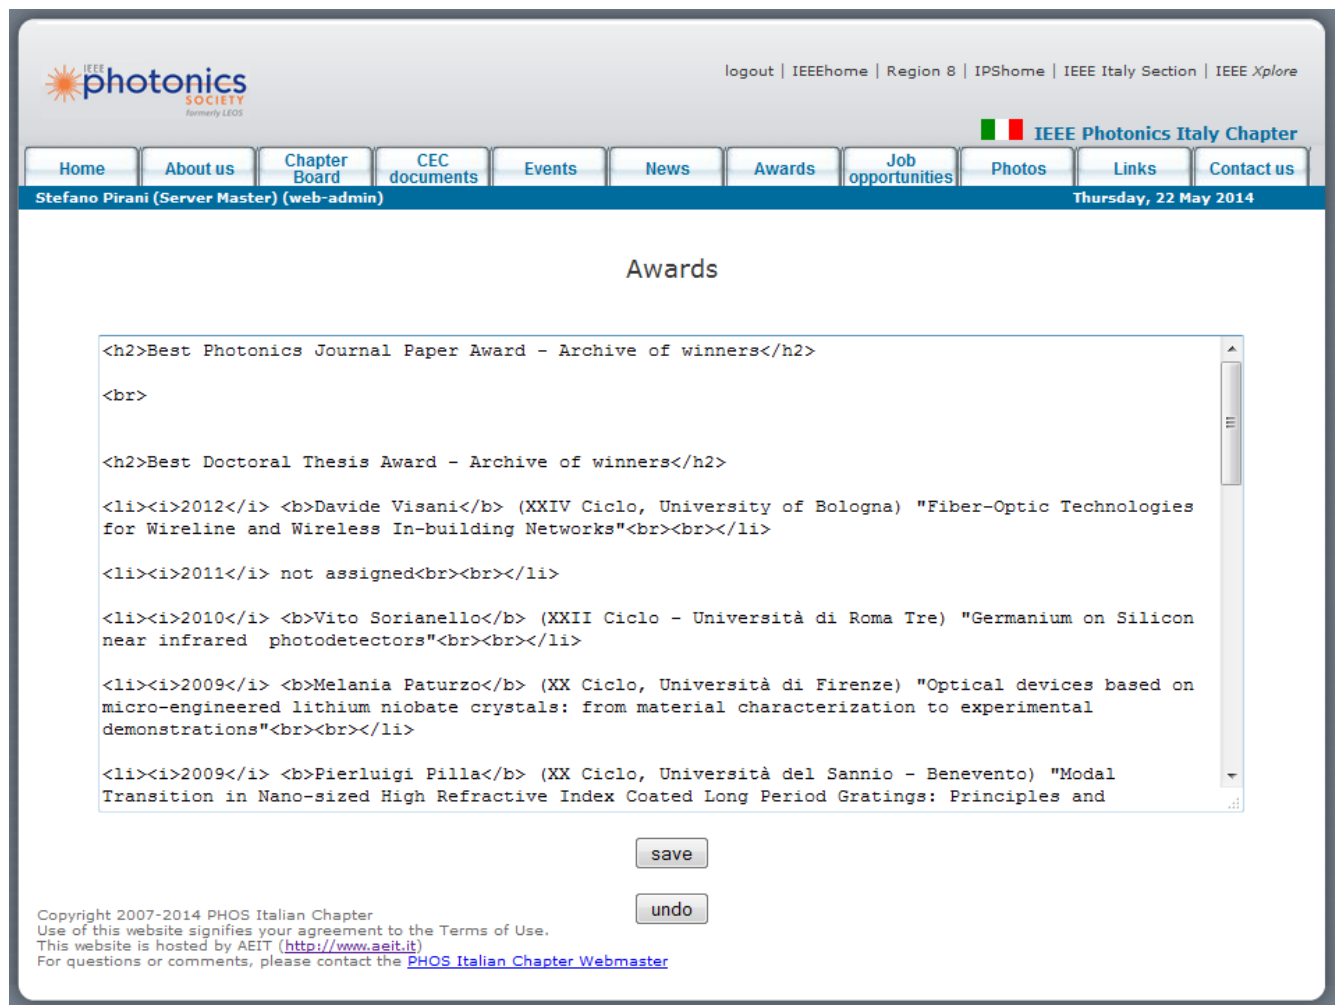 IEEE
photonics
SOCIETY
formerly LEOS
logout | IEEEhome | Region 8 | IPShome | IEEE Italy Section | IEEE Xplore
IEEE Photonics Italy Chapter
Home
About us
Chapter
Board
CEC
documents
Events
News
Awards
Job
opportunities
Photos
Links
Contact us
Stefano Pirani (Server Master) (web-admin)
Thursday, 22 May 2014
Awards
<h2>Best Photonics Journal Paper Award - Archive of winners</h2>
<br>
<h2>Best Doctoral Thesis Award - Archive of winners</h2>
<li><i>2012</i> <b>Davide Visani</b> (XXIV Ciclo, University of Bologna) "Fiber-Optic Technologies
for Wireline and Wireless In-building Networks"<br><br></li>
<li><i>2011</i> not assigned<br><br></li>
<li><i>2010</i> <b>Vito Sorianello</b> (XXII Ciclo - Università di Roma Tre) "Germanium on Silicon
near infrared  photodetectors"<br><br></li>
<li><i>2009</i> <b>Melania Paturzo</b> (XX Ciclo, Università di Firenze) "Optical devices based on
micro-engineered lithium niobate crystals: from material characterization to experimental
demonstrations"<br><br></li>
<li><i>2009</i> <b>Pierluigi Pilla</b> (XX Ciclo, Università del Sannio - Benevento) "Modal
Transition in Nano-sized High Refractive Index Coated Long Period Gratings: Principles and
save
undo
Copyright 2007-2014 PHOS Italian Chapter
Use of this website signifies your agreement to the Terms of Use.
This website is hosted by AEIT (http://www.aeit.it)
For questions or comments, please contact the PHOS Italian Chapter Webmaster